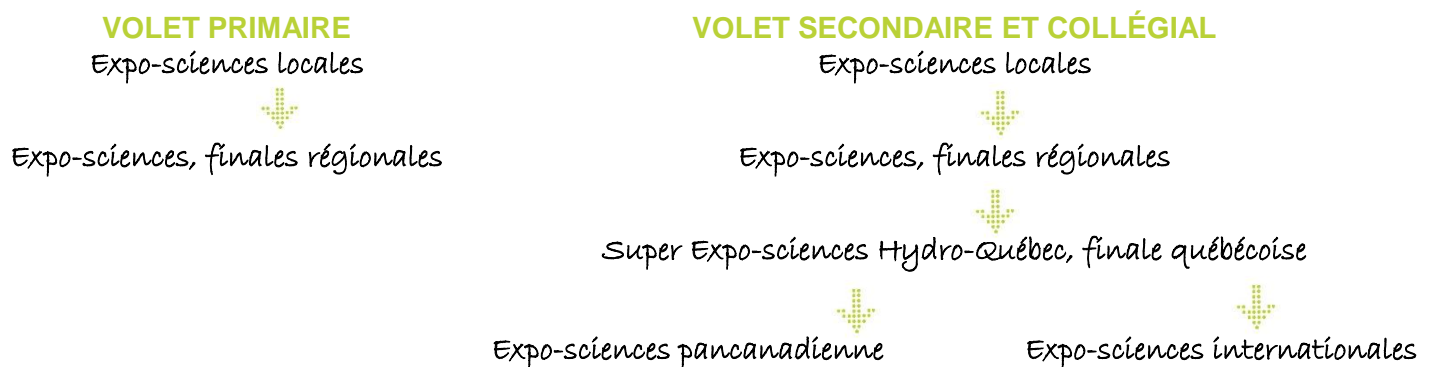 VOLET PRIMAIRE
Expo-sciences locales
Expo-sciences, finales régionales
VOLET SECONDAIRE ET COLLÉGIAL
Expo-sciences locales
Expo-sciences, finales régionales
Super Expo-sciences Hydro-Québec, finale québécoise
Expo-sciences pancanadienne
Expo-sciences internationales